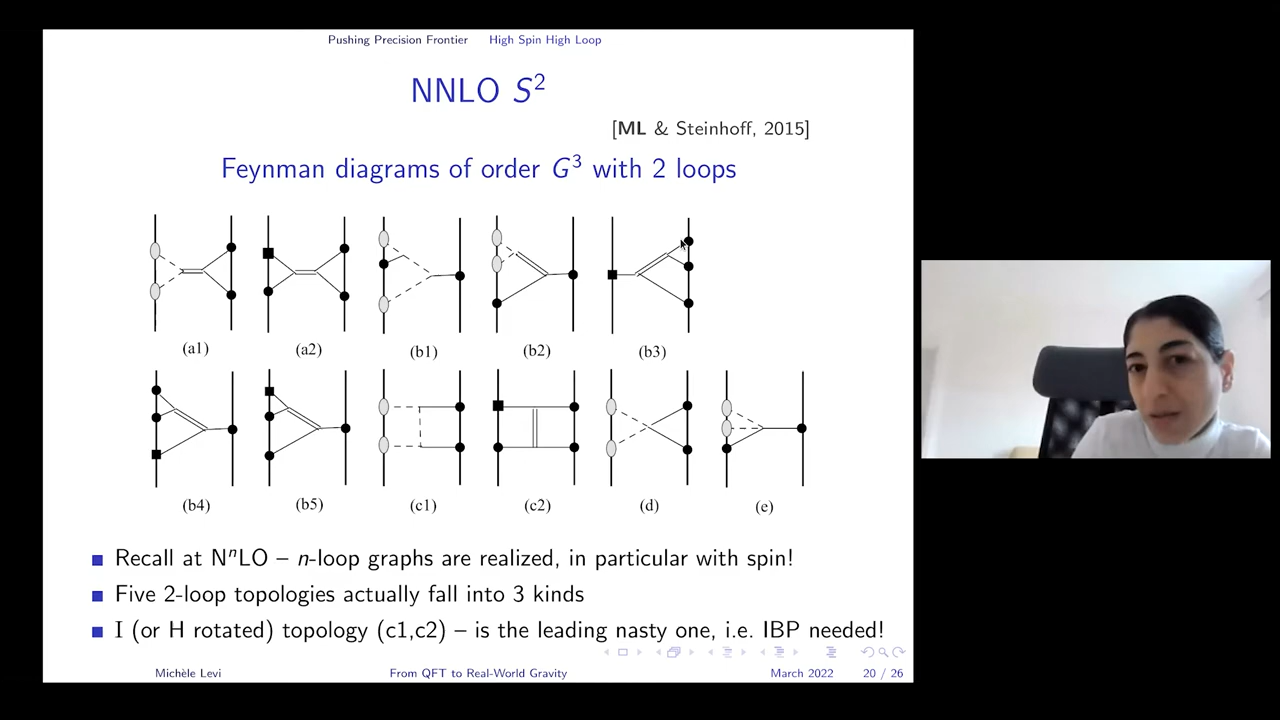 Pushing Precision Frontier High Spin High Loop
NNLO S²
[ML & Steinhoff, 2015]
Feynman diagrams of order G³ with 2 loops
(a1) (a2) (b1) (b2) (b3)
(b4) (b5) (c1) (c2) (d) (e)
Recall at NⁿLO – n-loop graphs are realized, in particular with spin!
Five 2-loop topologies actually fall into 3 kinds
I (or H rotated) topology (c1,c2) – is the leading nasty one, i.e. IBP needed!
Michèle Levi From QFT to Real-World Gravity March 2022 20 / 26